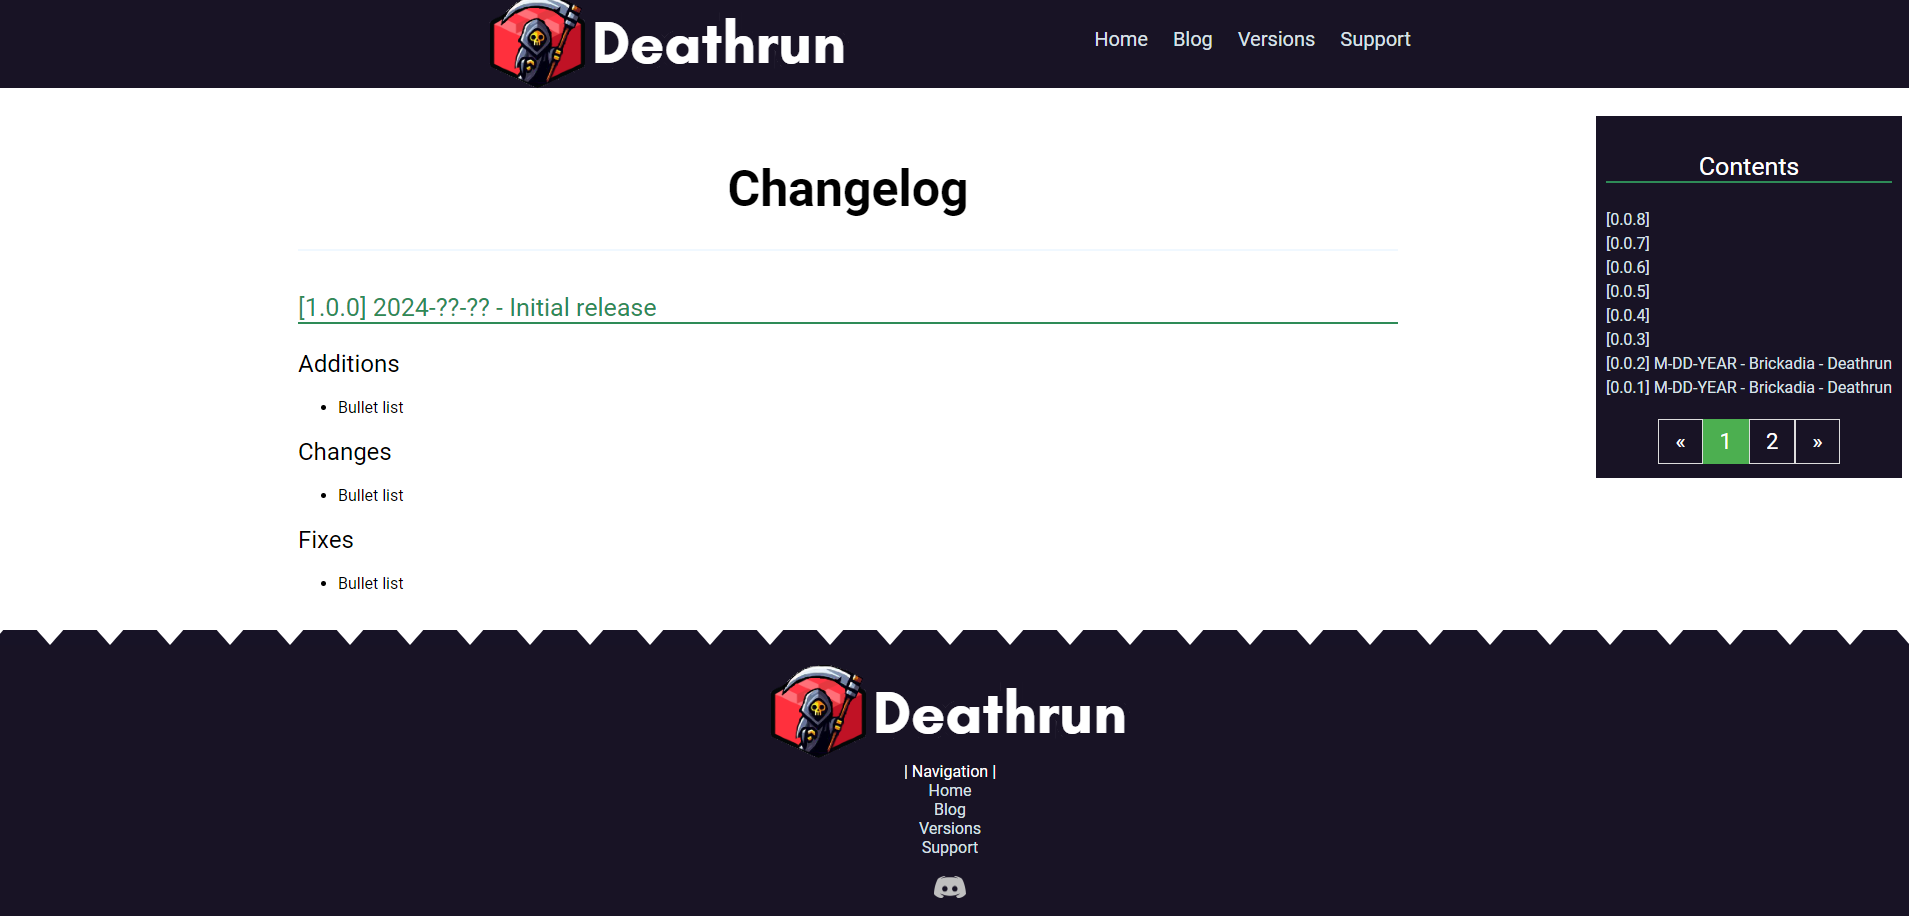 Deathrun
Home Blog Versions Support
Changelog
[1.0.0] 2024-??-?? - Initial release
Additions
• Bullet list
Changes
• Bullet list
Fixes
• Bullet list
Contents
[0.0.8]
[0.0.7]
[0.0.6]
[0.0.5]
[0.0.4]
[0.0.3]
[0.0.2] M-DD-YEAR - Brickadia - Deathrun
[0.0.1] M-DD-YEAR - Brickadia - Deathrun
« 1 2 »
Deathrun
| Navigation |
Home
Blog
Versions
Support